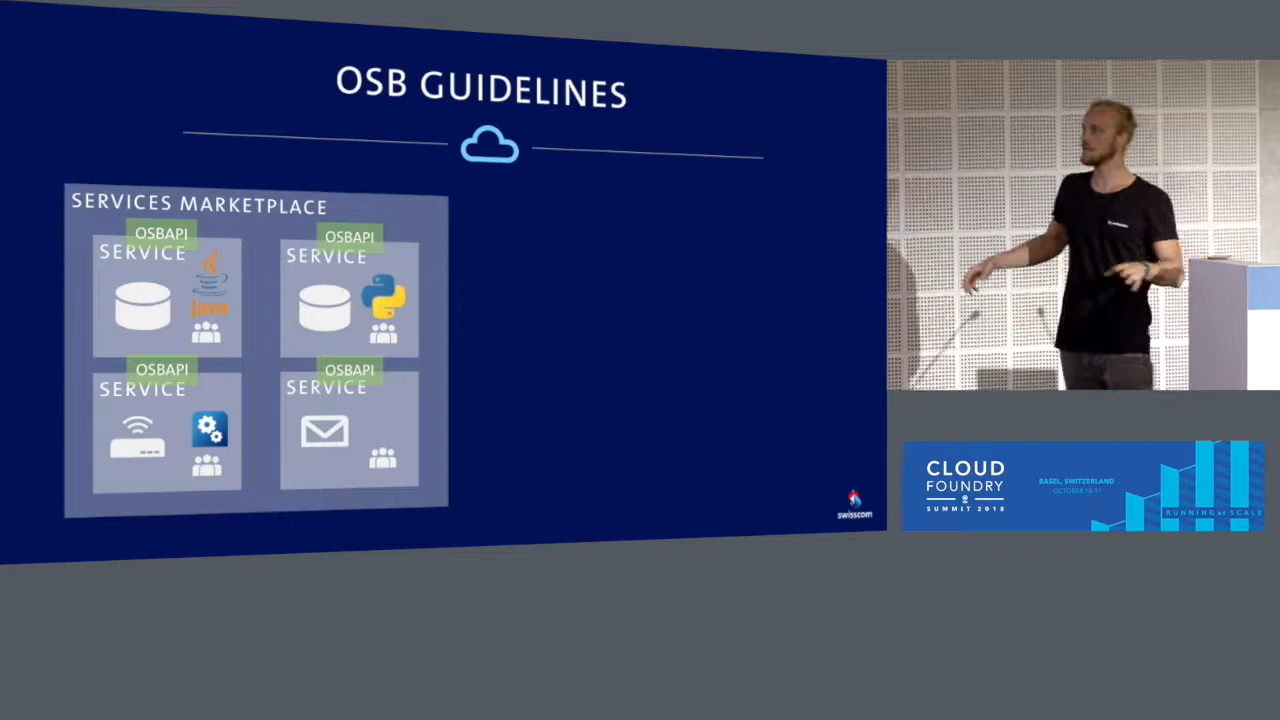 OSB GUIDELINES
SERVICES MARKETPLACE
OSBAPI
SERVICE
Java
OSBAPI
SERVICE
OSBAPI
SERVICE
OSBAPI
SERVICE
swisscom
CLOUD
FOUNDRY
SUMMIT 2018
BASEL, SWITZERLAND
OCTOBER 10-11
RUNNING at SCALE